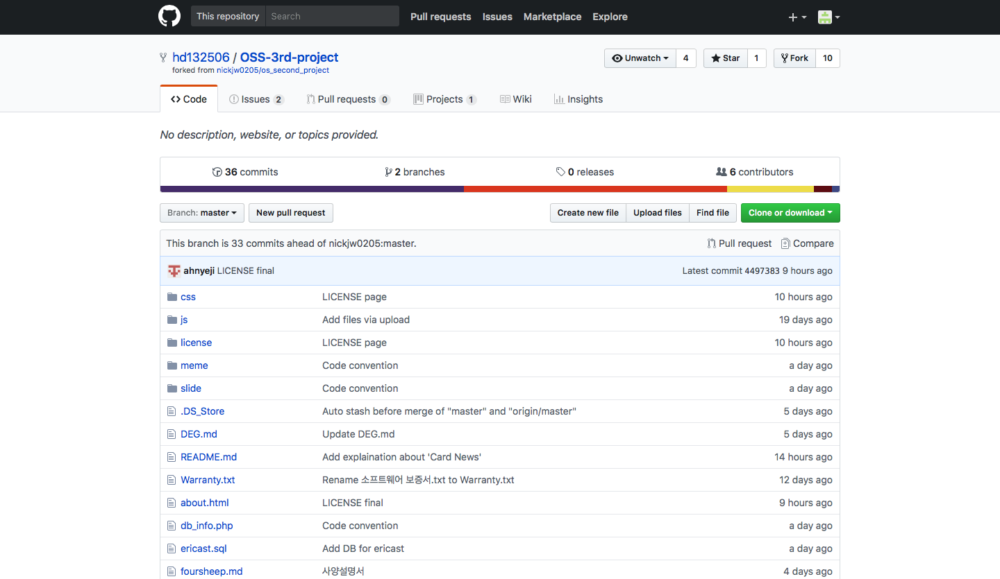 This repository Search Pull requests Issues Marketplace Explore
hd132506 / OSS-3rd-project Unwatch 4 Star 1 Fork 10
forked from nickjw0205/os_second_project
Code Issues 2 Pull requests 0 Projects 1 Wiki Insights
No description, website, or topics provided.
36 commits 2 branches 0 releases 6 contributors
Branch: master New pull request Create new file Upload files Find file Clone or download
This branch is 33 commits ahead of nickjw0205:master. Pull request Compare
ahnyeji LICENSE final Latest commit 4497383 9 hours ago
css LICENSE page 10 hours ago
js Add files via upload 19 days ago
license LICENSE page 10 hours ago
meme Code convention a day ago
slide Code convention a day ago
.DS_Store Auto stash before merge of "master" and "origin/master" 5 days ago
DEG.md Update DEG.md 5 days ago
README.md Add explaination about 'Card News' 14 hours ago
Warranty.txt Rename 소프트웨어 보증서.txt to Warranty.txt 12 days ago
about.html LICENSE final 9 hours ago
db_info.php Code convention a day ago
ericast.sql Add DB for ericast a day ago
foursheep.md 사양설명서 4 days ago